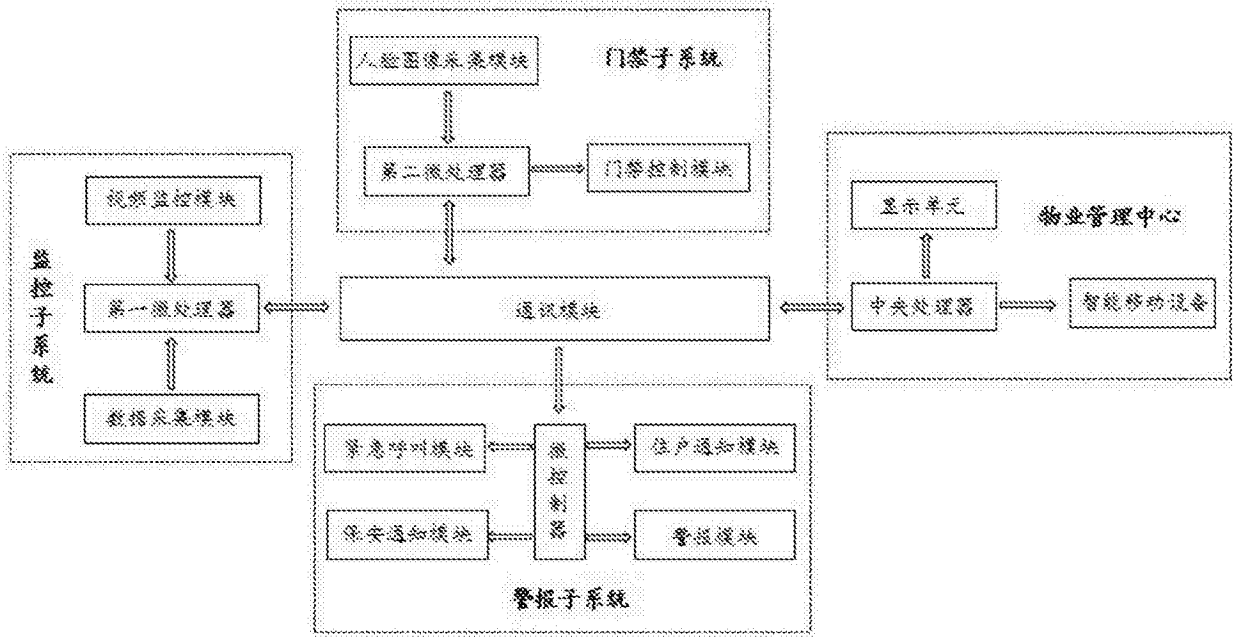 人脸图像采集模块
门禁子系统
第二微处理器
门禁控制模块
视频监控模块
监控子系统
第一微处理器
数据采集模块
通讯模块
显示单元
物业管理中心
中央处理器
智能移动设备
紧急呼叫模块
微控制器
住户通知模块
保安通知模块
警报模块
警报子系统